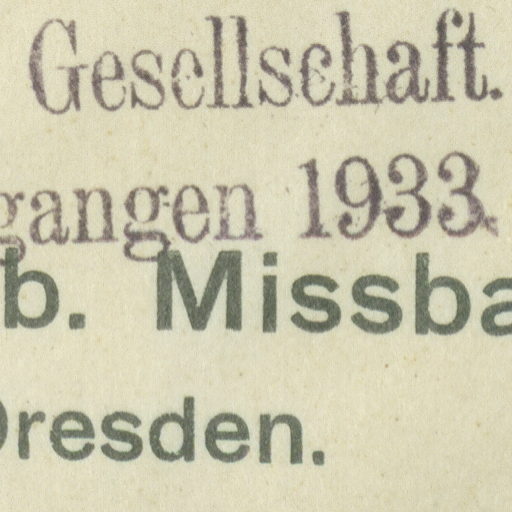 Gesellschaft.
gangen 1933.
b. Missba
Dresden.